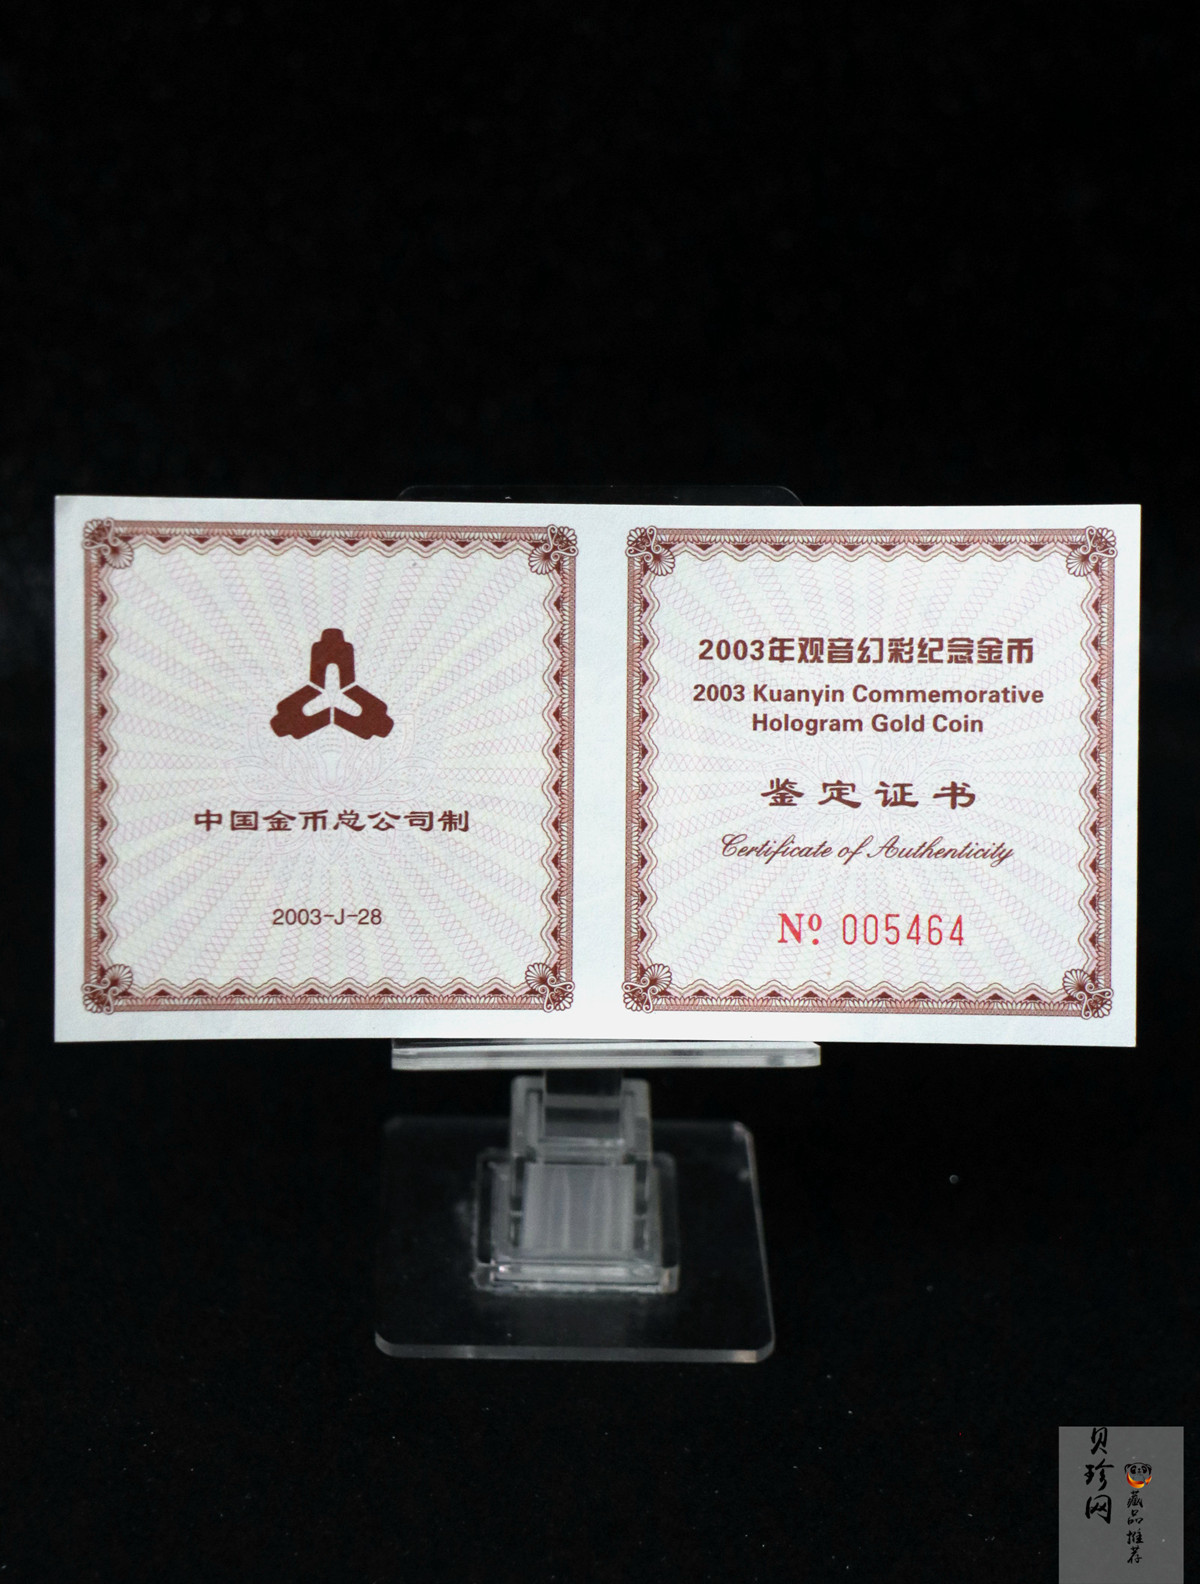 中国金币总公司制
2003-J-28
2003年观音幻彩纪念金币
2003 Kuanyin Commemorative
Hologram Gold Coin
鉴定证书
Certificate of Authenticity
Nº 005464
贝珍网
藏品推荐